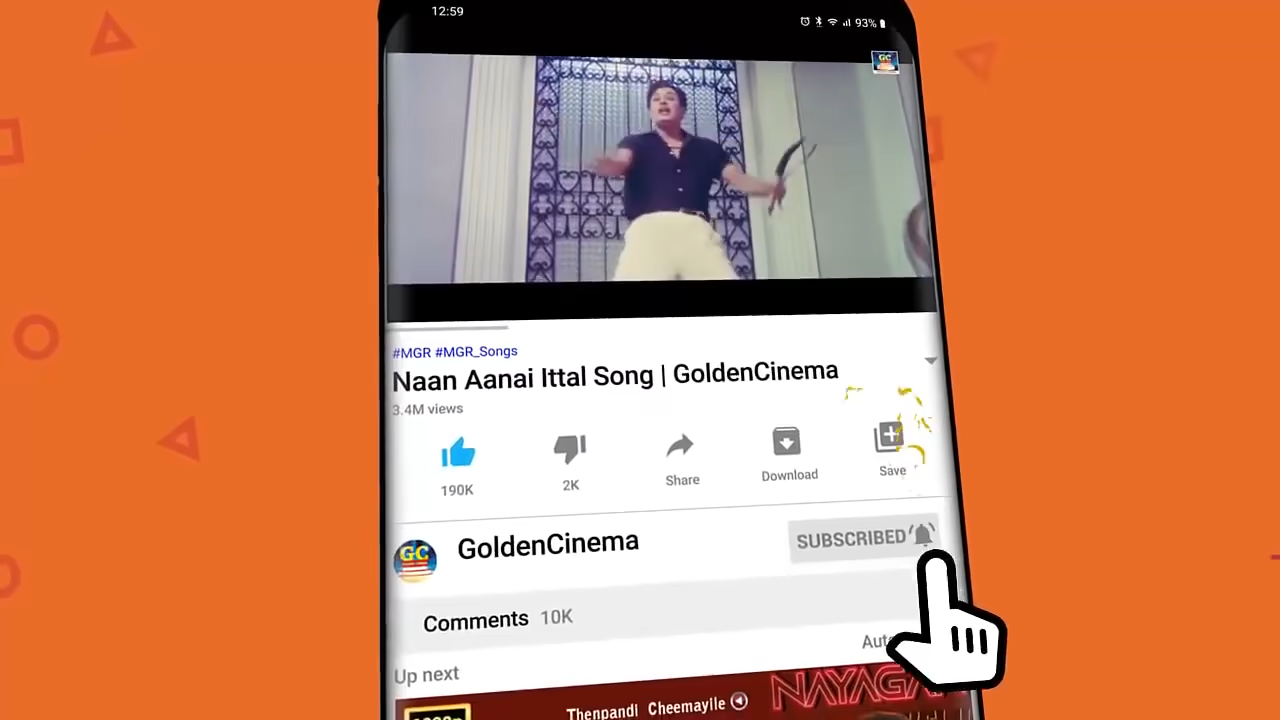 12:59
93%
GC
#MGR #MGR_Songs
Naan Aanai Ittal Song | GoldenCinema
3.4M views
190K
2K
Share
Download
Save
GC
GoldenCinema
SUBSCRIBED
Comments 10K
Up next
Thenpandi Cheemayile